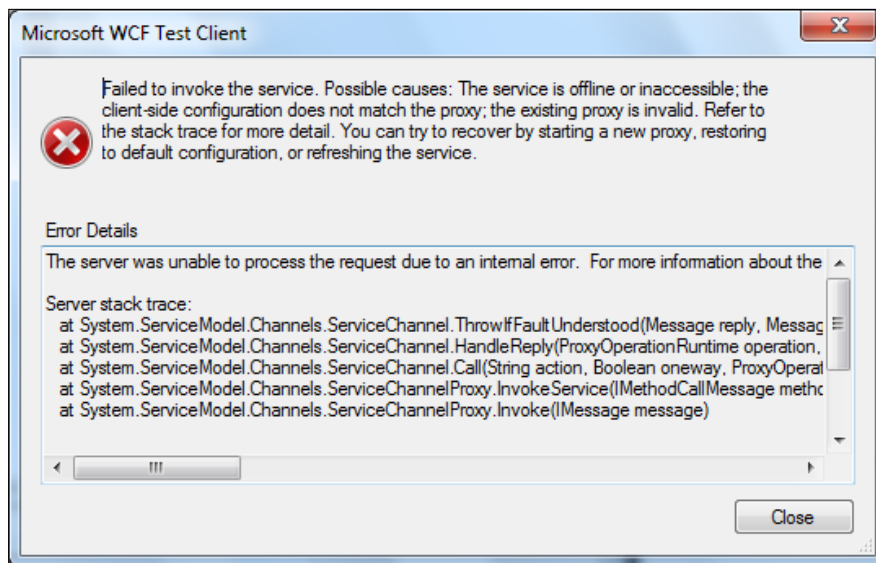 Microsoft WCF Test Client
Failed to invoke the service. Possible causes: The service is offline or inaccessible; the
client-side configuration does not match the proxy; the existing proxy is invalid. Refer to
the stack trace for more detail. You can try to recover by starting a new proxy, restoring
to default configuration, or refreshing the service.
Error Details
The server was unable to process the request due to an internal error.  For more information about the
Server stack trace:
at System.ServiceModel.Channels.ServiceChannel.ThrowIfFaultUnderstood(Message reply, Messag
at System.ServiceModel.Channels.ServiceChannel.HandleReply(ProxyOperationRuntime operation,
at System.ServiceModel.Channels.ServiceChannel.Call(String action, Boolean oneway, ProxyOperat
at System.ServiceModel.Channels.ServiceChannelProxy.InvokeService(IMethodCallMessage metho
at System.ServiceModel.Channels.ServiceChannelProxy.Invoke(IMessage message)
Close